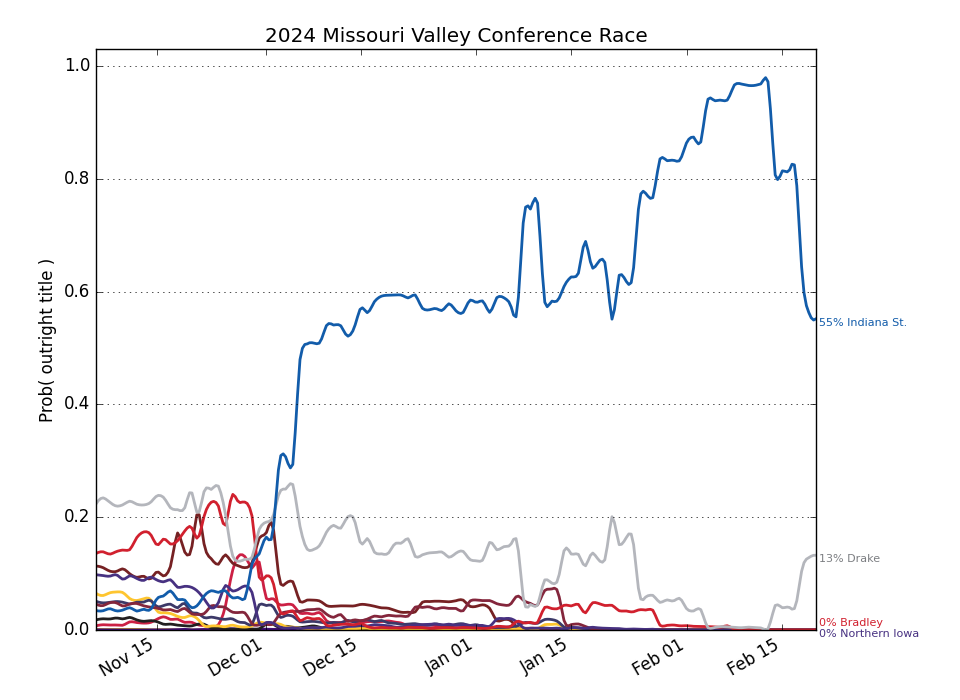 2024 Missouri Valley Conference Race
Prob( outright title )
1.0
0.8
0.6
0.4
0.2
0.0
Nov 15
Dec 01
Dec 15
Jan 01
Jan 15
Feb 01
Feb 15
55% Indiana St.
13% Drake
0% Bradley
0% Northern Iowa